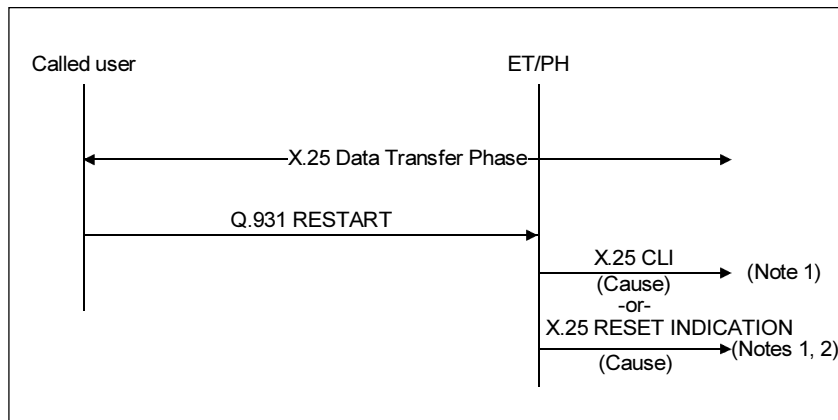 Called user
ET/PH
X.25 Data Transfer Phase
Q.931 RESTART
X.25 CLI
(Cause)
(Note 1)
-or-
X.25 RESET INDICATION
(Cause)
(Notes 1, 2)